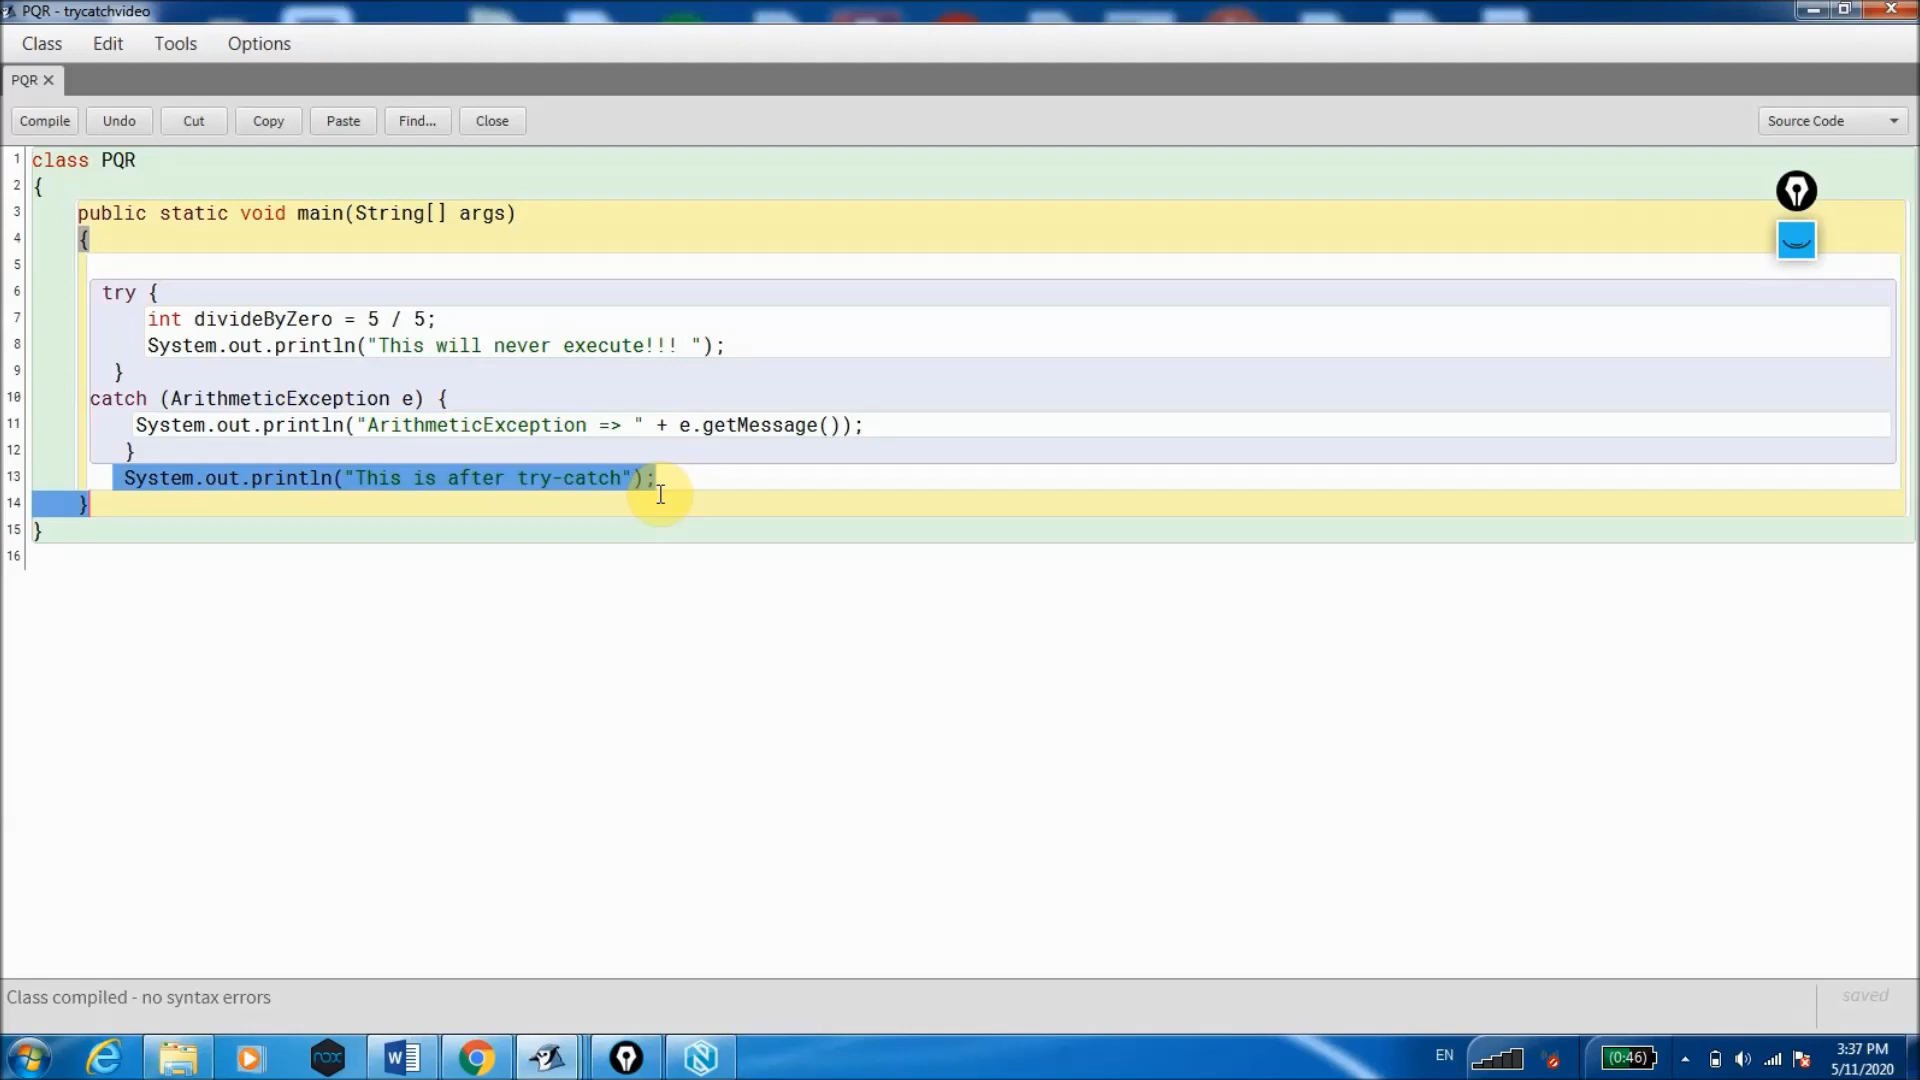 PQR - trycatchvideo
Class Edit Tools Options
PQR
Compile Undo Cut Copy Paste Find... Close Source Code
1 class PQR
2 {
3 public static void main(String[] args)
4 {
5
6 try {
7 int divideByZero = 5 / 5;
8 System.out.println("This will never execute!!! ");
9 }
10 catch (ArithmeticException e) {
11 System.out.println("ArithmeticException => " + e.getMessage());
12 }
13 System.out.println("This is after try-catch");
14 }
15 }
16
Class compiled - no syntax errors
saved
nox
W
N
EN
(0:46)
3:37 PM
5/11/2020